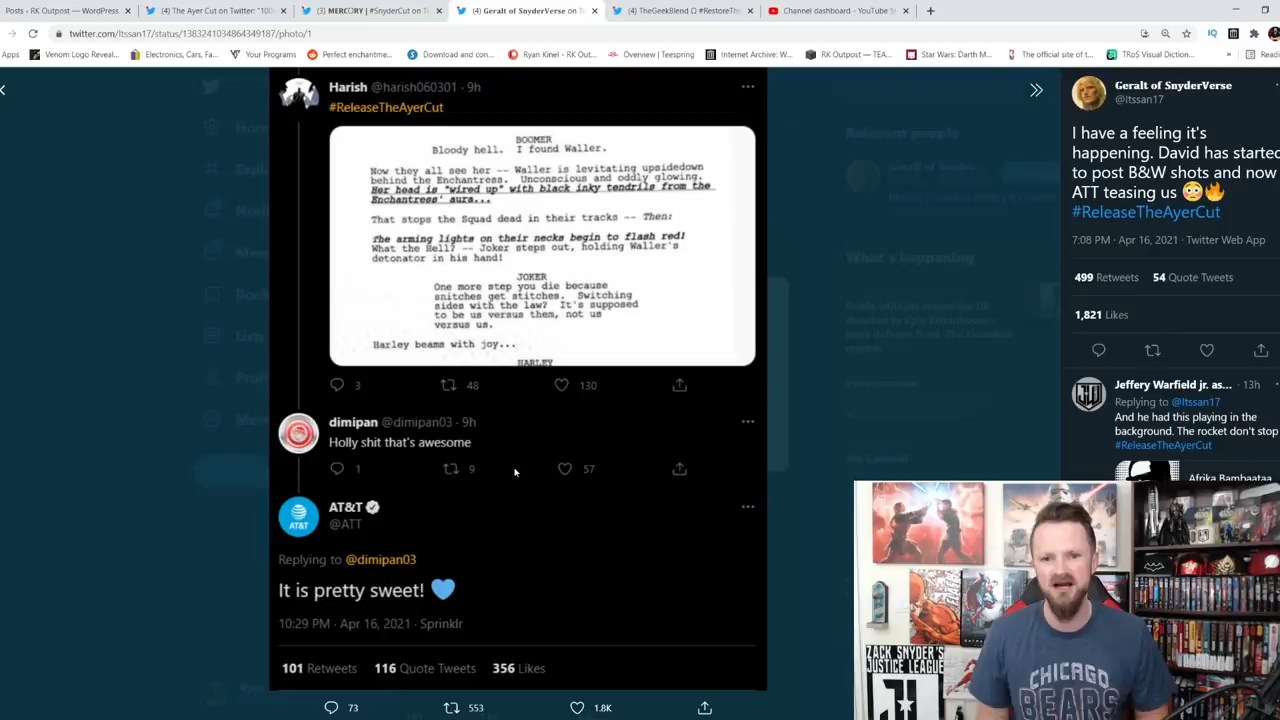 Posts ‹ RK Outpost — WordPress
(4) The Ayer Cut on Twitter: "100
(3) MERCORY | #SnyderCut on T
(4) Geralt of SnyderVerse on T
(4) TheGeekBlend Ω #RestoreTh
Channel dashboard - YouTube St
twitter.com/Itssan17/status/1383241034864349187/photo/1
Apps
Venom Logo Reveal...
Electronics, Cars, Fa...
Your Programs
Perfect enchantme...
Download and con...
Ryan Kinel - RK Out...
Overview | Teespring
Internet Archive: W...
RK Outpost — TEA...
Star Wars: Darth M...
The official site of t...
TRoS Visual Diction...
Harish @harish060301 · 9h
#ReleaseTheAyerCut
BOOMER
Bloody hell. I found Waller.
Now they all see her -- Waller is levitating upsidedown
behind the Enchantress. Unconscious and oddly glowing.
Her head is "wired up" with black inky tendrils from the
Enchantress' aura...
That stops the Squad dead in their tracks -- Then:
The arming lights on their necks begin to flash red!
What the Hell? -- Joker steps out, holding Waller's
detonator in his hand!
JOKER
One more step you die because
snitches get stitches. Switching
sides with the law? It's supposed
to be us versus them, not us
versus us.
Harley beams with joy...
HARLEY
3 48 130
dimipan @dimipan03 · 9h
Holly shit that's awesome
1 9 57
AT&T
@ATT
AT&T
Replying to @dimipan03
It is pretty sweet!
10:29 PM · Apr 16, 2021 · Sprinklr
101 Retweets 116 Quote Tweets 356 Likes
73 553 1.8K
Geralt of SnyderVerse
@Itssan17
I have a feeling it's
happening. David has started
to post B&W shots and now
ATT teasing us
#ReleaseTheAyerCut
7:08 PM · Apr 16, 2021 · Twitter Web App
499 Retweets 54 Quote Tweets
1,821 Likes
Jeffery Warfield jr. as... · 13h
Replying to @Itssan17
And he had this playing in the
background. The rocket don't stop
#ReleaseTheAyerCut
Afrika Bambaataa
ZACK SNYDER'S
JUSTICE LEAGUE
CHICAGO
BEARS